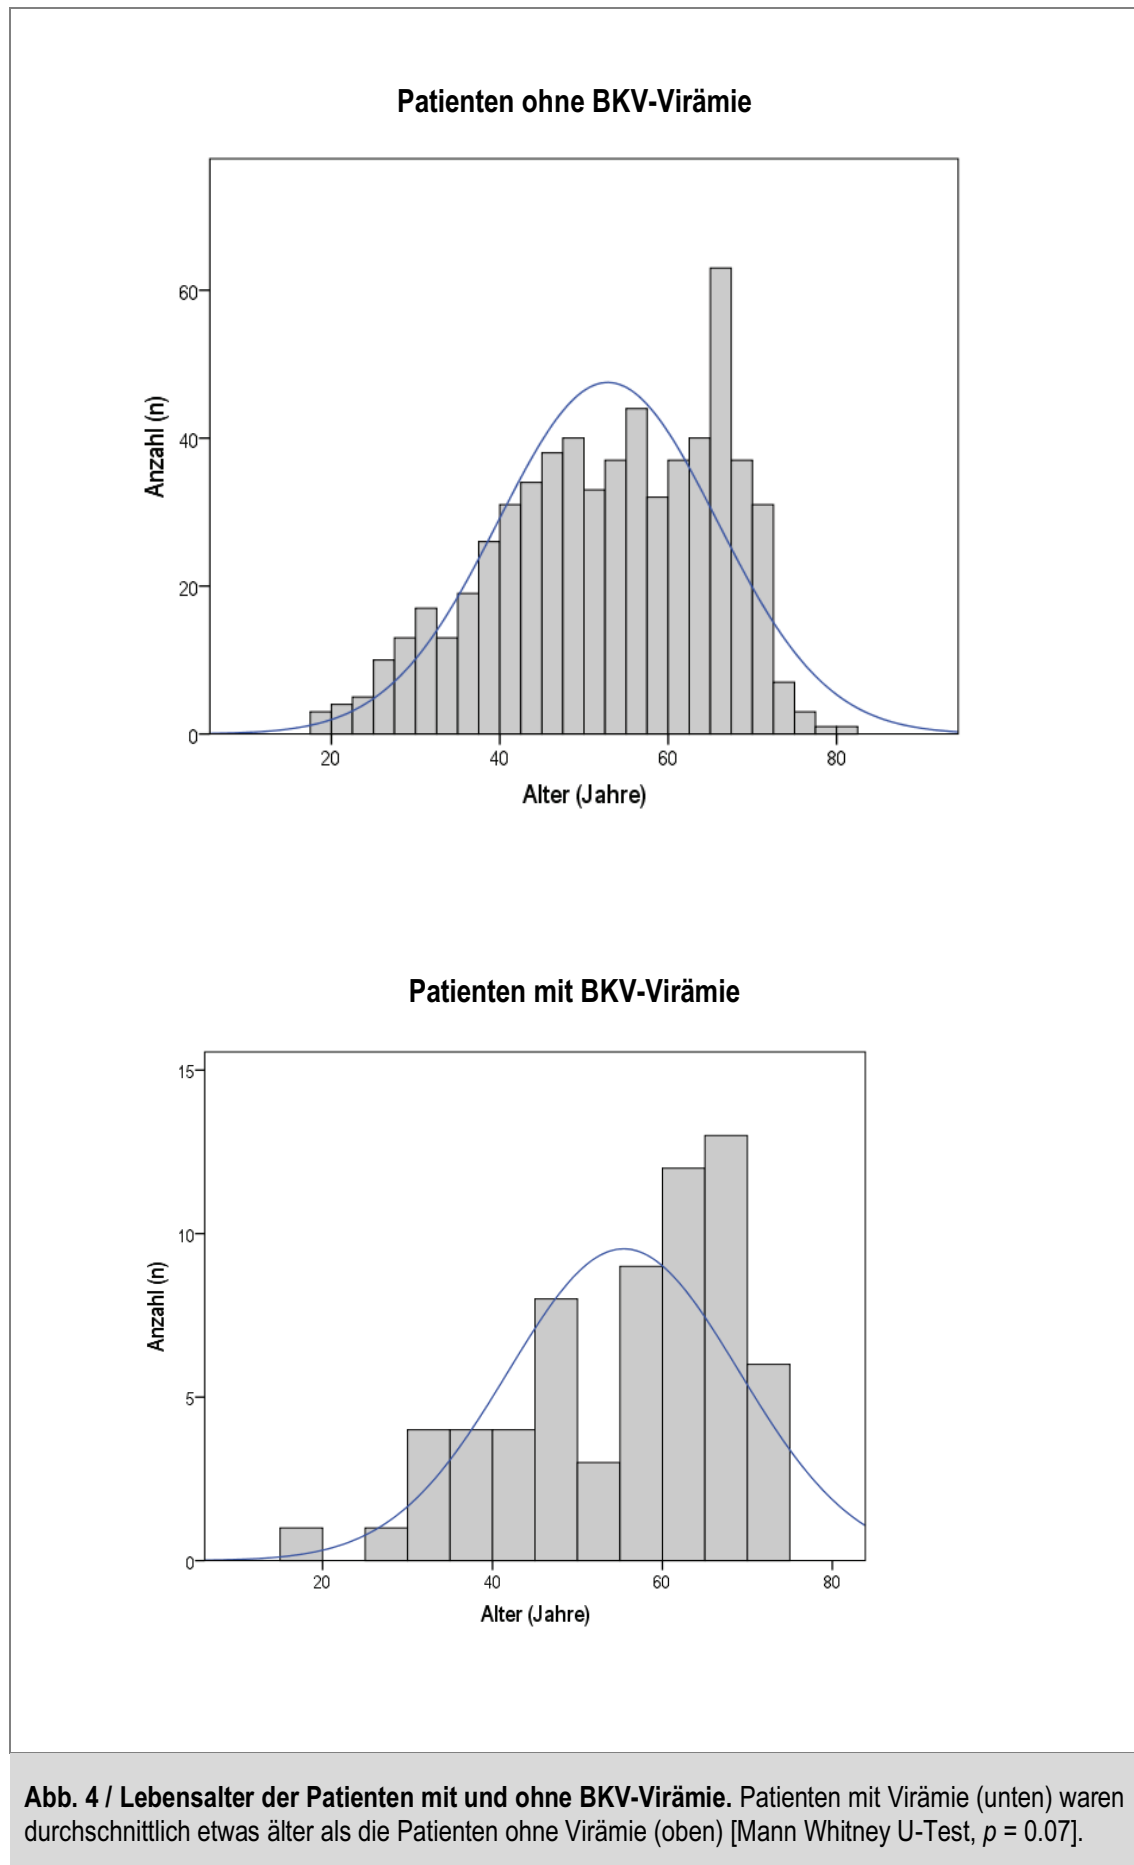 Patienten ohne BKV-Virämie
60
40
20
0
Anzahl (n)
20 40 60 80
Alter (Jahre)
Patienten mit BKV-Virämie
15
10
5
0
Anzahl (n)
20 40 60 80
Alter (Jahre)
Abb. 4 / Lebensalter der Patienten mit und ohne BKV-Virämie. Patienten mit Virämie (unten) waren
durchschnittlich etwas älter als die Patienten ohne Virämie (oben) [Mann Whitney U-Test, p = 0.07].